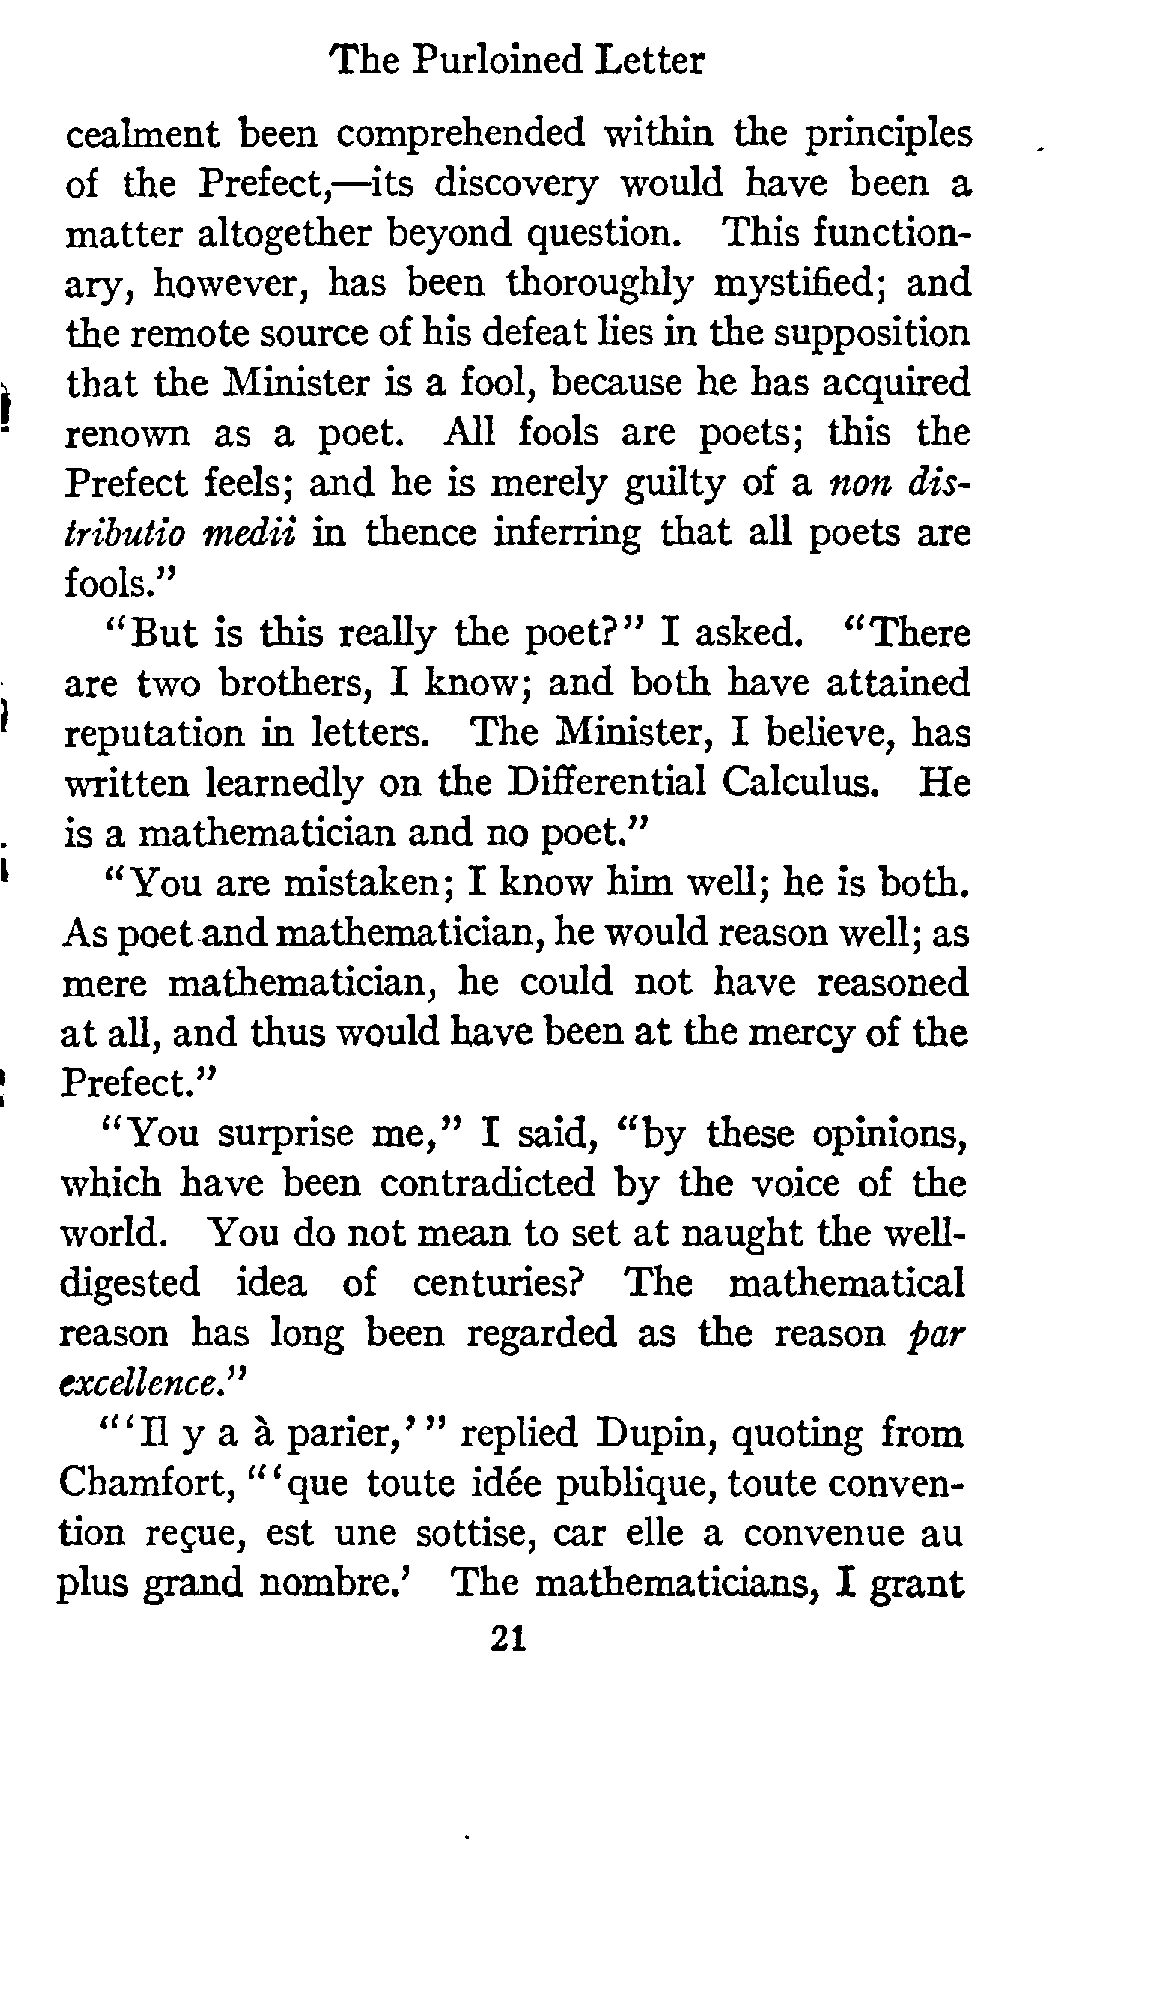 The Purloined Letter
cealment been comprehended within the principles
of the Prefect,—its discovery would have been a
matter altogether beyond question. This function-
ary, however, has been thoroughly mystified; and
the remote source of his defeat lies in the supposition
that the Minister is a fool, because he has acquired
renown as a poet. All fools are poets; this the
Prefect feels; and he is merely guilty of a non dis-
tributio medii in thence inferring that all poets are
fools."
"But is this really the poet?" I asked. "There
are two brothers, I know; and both have attained
reputation in letters. The Minister, I believe, has
written learnedly on the Differential Calculus. He
is a mathematician and no poet."
"You are mistaken; I know him well; he is both.
As poet and mathematician, he would reason well; as
mere mathematician, he could not have reasoned
at all, and thus would have been at the mercy of the
Prefect."
"You surprise me," I said, "by these opinions,
which have been contradicted by the voice of the
world. You do not mean to set at naught the well-
digested idea of centuries? The mathematical
reason has long been regarded as the reason par
excellence."
"'Il y a à parier,'" replied Dupin, quoting from
Chamfort, "'que toute idée publique, toute conven-
tion reçue, est une sottise, car elle a convenue au
plus grand nombre.' The mathematicians, I grant
21